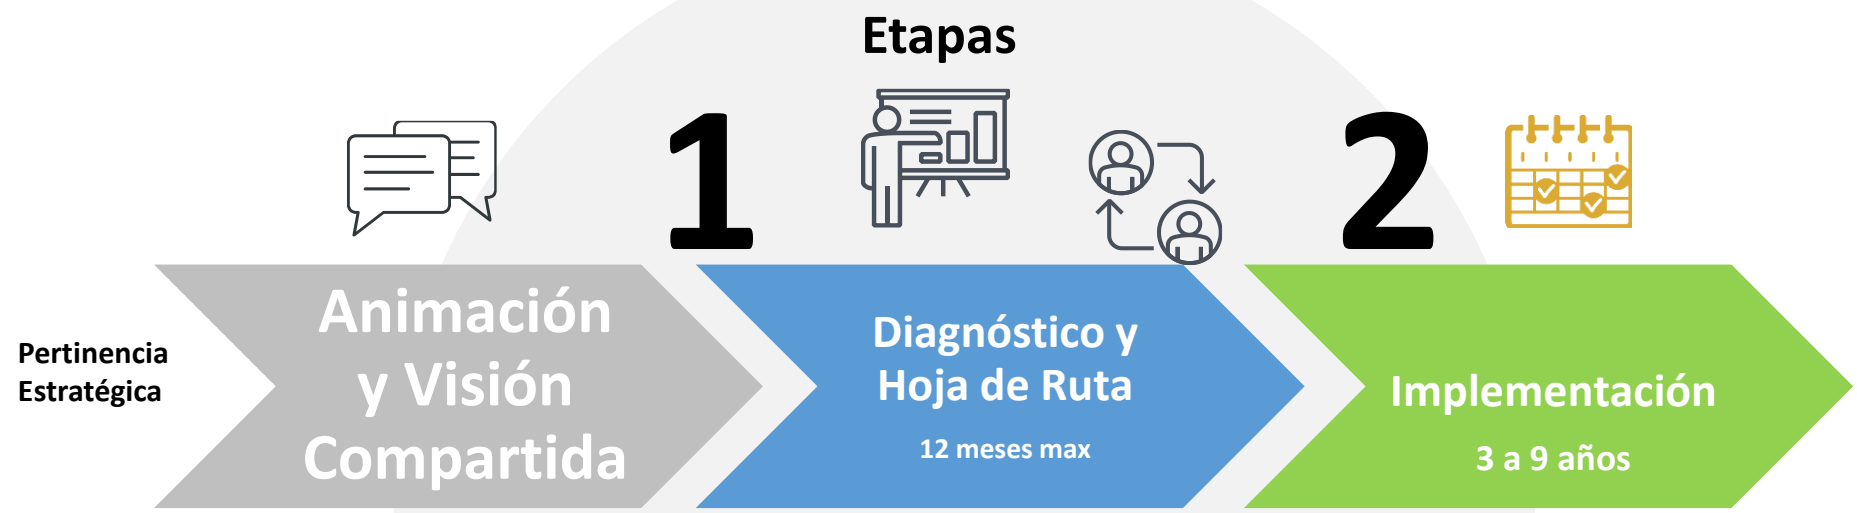 Etapas
1
2
Pertinencia
Estratégica
Animación
y Visión
Compartida
Diagnóstico y
Hoja de Ruta
12 meses max
Implementación
3 a 9 años